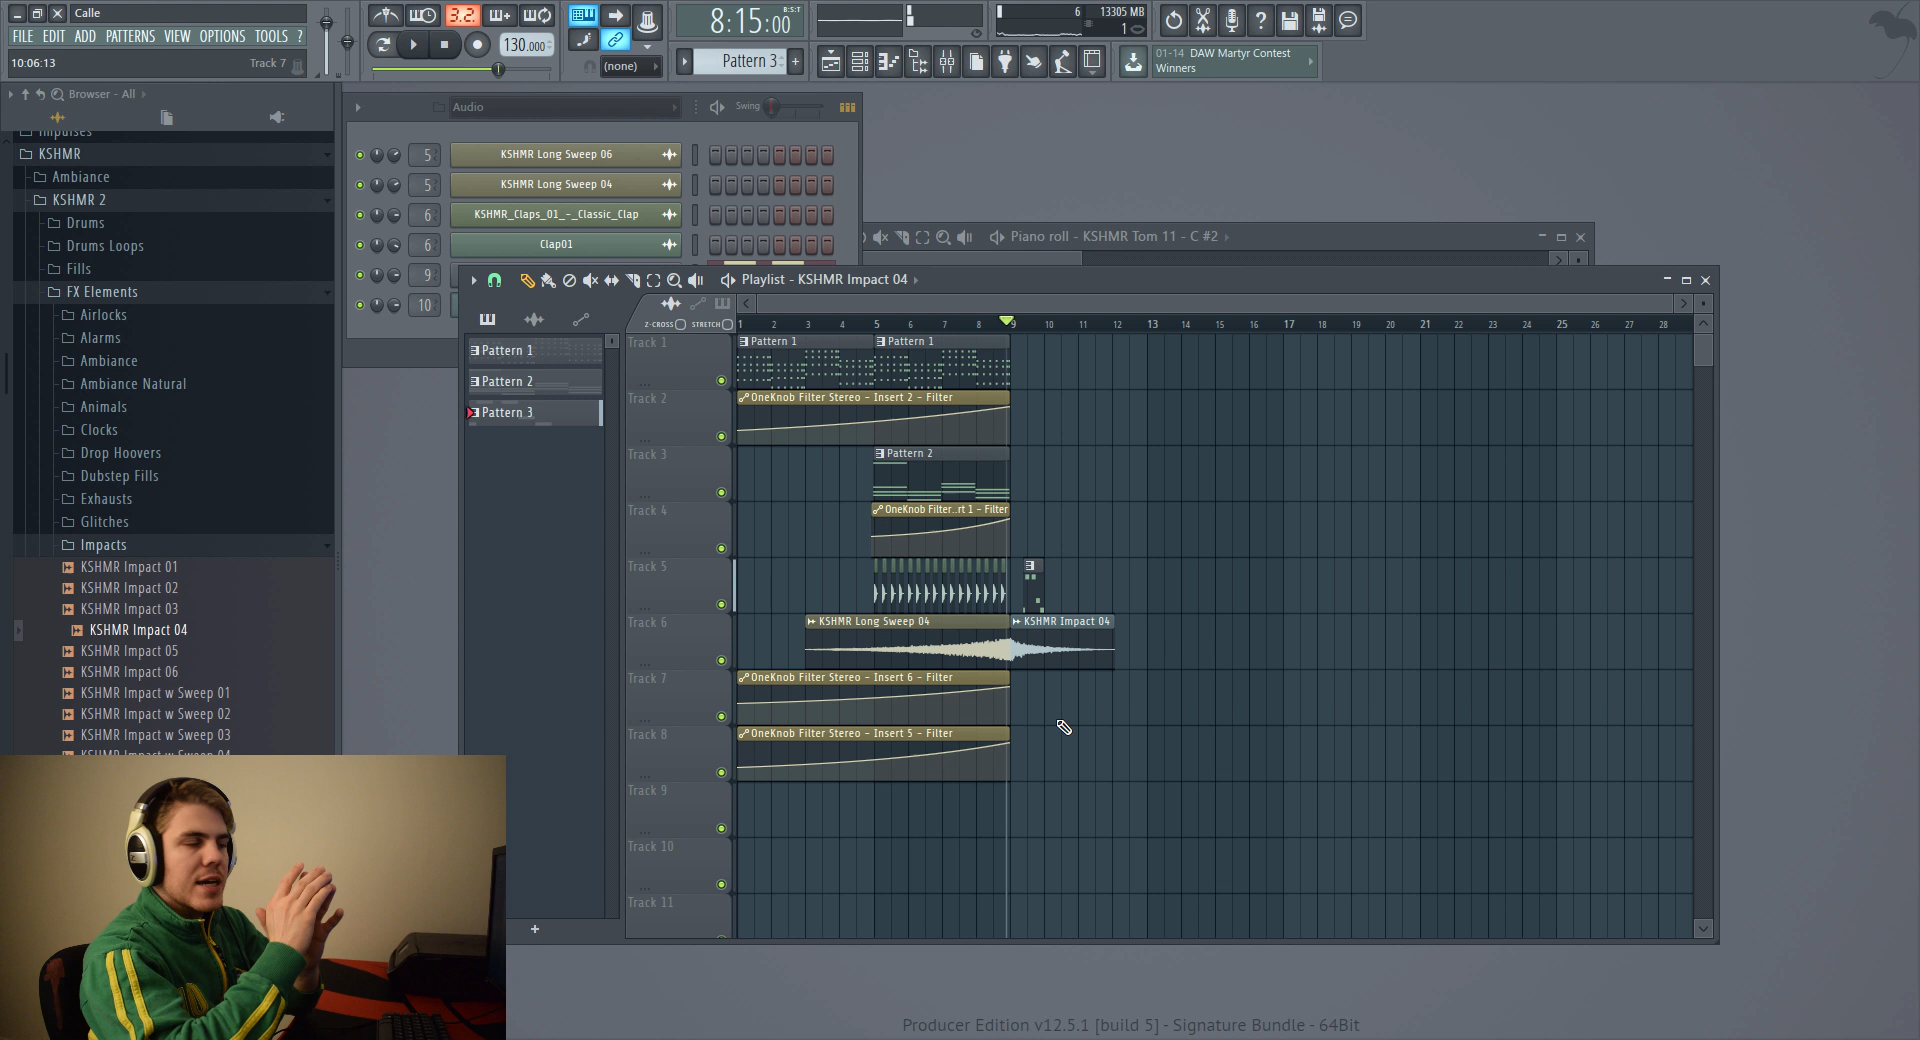 Calle
FILE EDIT ADD PATTERNS VIEW OPTIONS TOOLS ?
10:06:13 Track 7
3.2.
130.000
(none)
8:15:00
B:S:T
Pattern 3
+
6 13305 MB
1
01-14 DAW Martyr Contest
Winners
Browser - All
Audio
Swing
Impulses
KSHMR
Ambiance
KSHMR 2
Drums
Drums Loops
Fills
FX Elements
Airlocks
Alarms
Ambiance
Ambiance Natural
Animals
Clocks
Drop Hoovers
Dubstep Fills
Exhausts
Glitches
Impacts
KSHMR Impact 01
KSHMR Impact 02
KSHMR Impact 03
KSHMR Impact 04
KSHMR Impact 05
KSHMR Impact 06
KSHMR Impact w Sweep 01
KSHMR Impact w Sweep 02
KSHMR Impact w Sweep 03
KSHMR Impact w Sweep 04
5 KSHMR Long Sweep 06
5 KSHMR Long Sweep 04
6 KSHMR_Claps_01_-_Classic_Clap
6 Clap01
9
10
Piano roll - KSHMR Tom 11 - C #2
Playlist - KSHMR Impact 04
Z-CROSS STRETCH
1 2 3 4 5 6 7 8 9 10 11 12 13 14 15 16 17 18 19 20 21 22 23 24 25 26 27 28
Pattern 1
Pattern 2
Pattern 3
+
Track 1
Pattern 1 Pattern 1
Track 2
OneKnob Filter Stereo - Insert 2 - Filter
Track 3
Pattern 2
Track 4
OneKnob Filter..rt 1 - Filter
Track 5
Track 6
KSHMR Long Sweep 04 KSHMR Impact 04
Track 7
OneKnob Filter Stereo - Insert 6 - Filter
Track 8
OneKnob Filter Stereo - Insert 5 - Filter
Track 9
Track 10
Track 11
Producer Edition v12.5.1 [build 5] - Signature Bundle - 64Bit